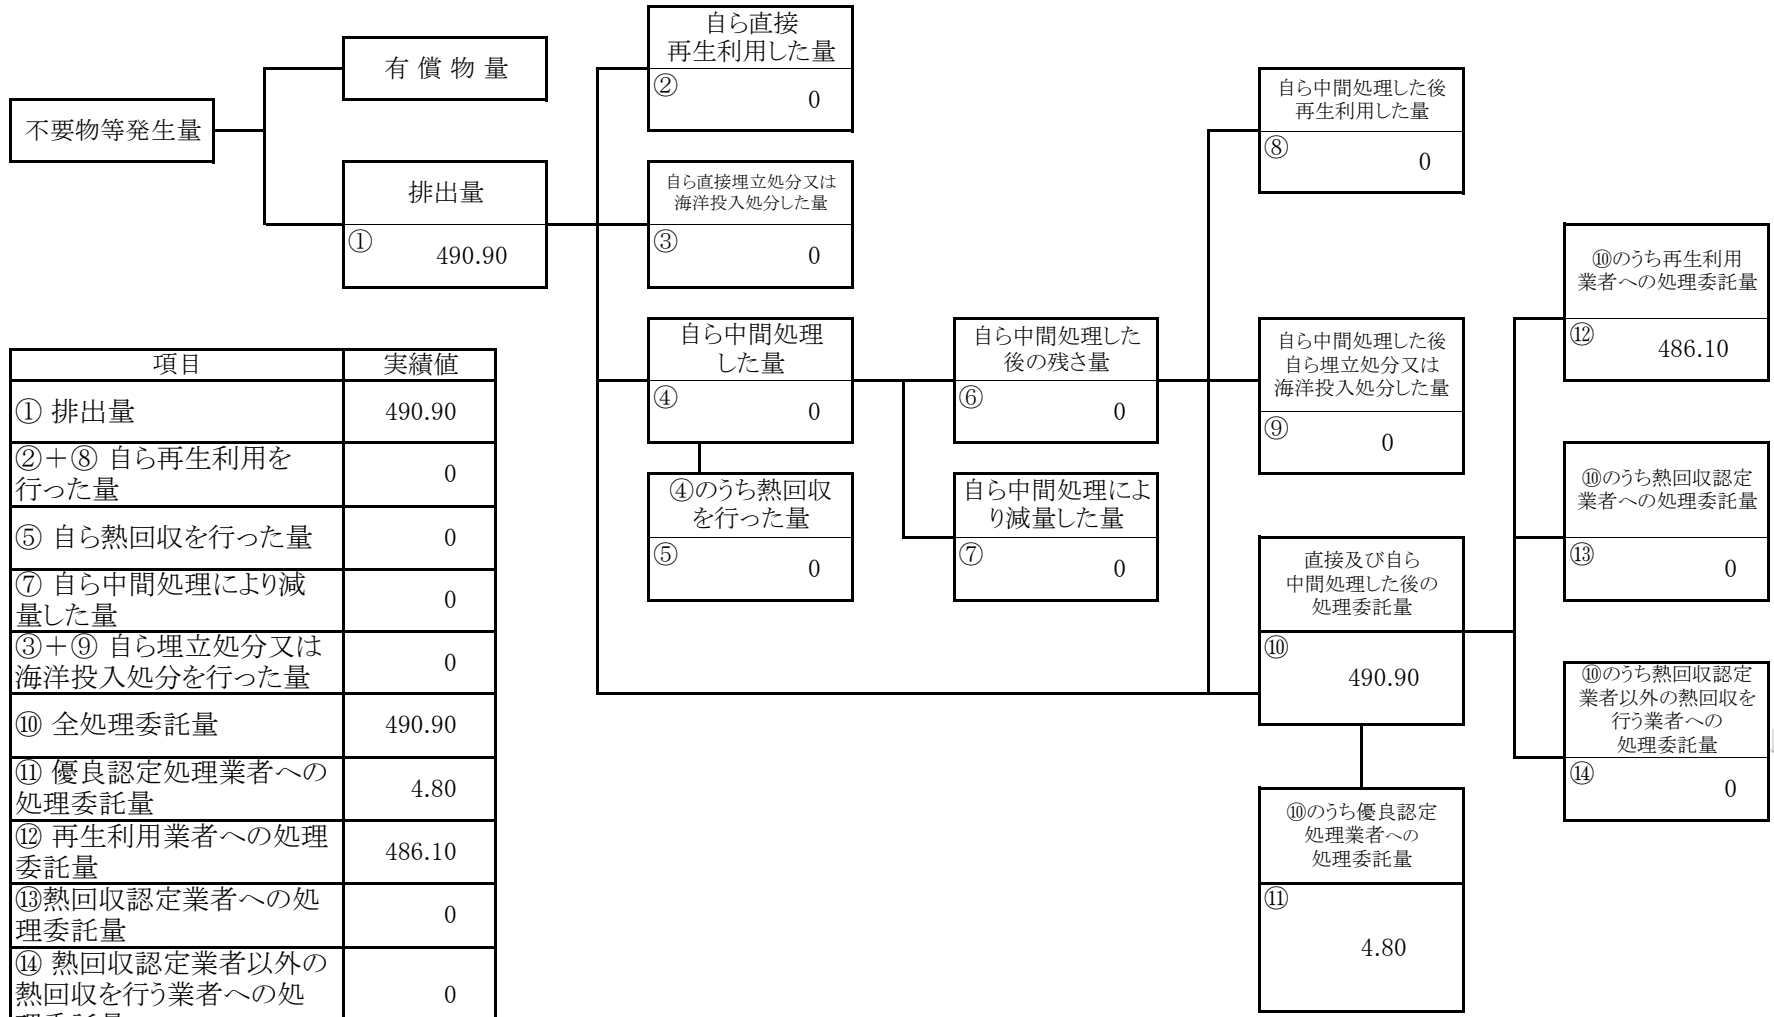 不要物等発生量
有 償 物 量
排出量
①
490.90
自ら直接
再生利用した量
②
0
自ら直接埋立処分又は
海洋投入処分した量
③
0
自ら中間処理
した量
④
0
④のうち熱回収
を行った量
⑤
0
自ら中間処理した
後の残さ量
⑥
0
自ら中間処理によ
り減量した量
⑦
0
自ら中間処理した後
再生利用した量
⑧
0
自ら中間処理した後
自ら埋立処分又は
海洋投入処分した量
⑨
0
直接及び自ら
中間処理した後の
処理委託量
⑩
490.90
⑩のうち優良認定
処理業者への
処理委託量
⑪
4.80
⑩のうち再生利用
業者への処理委託量
⑫
486.10
⑩のうち熱回収認定
業者への処理委託量
⑬
0
⑩のうち熱回収認定
業者以外の熱回収を
行う業者への
処理委託量
⑭
0
項目 実績値
① 排出量 490.90
②＋⑧ 自ら再生利用を
行った量
0
⑤ 自ら熱回収を行った量 0
⑦ 自ら中間処理により減
量した量
0
③＋⑨ 自ら埋立処分又は
海洋投入処分を行った量
0
⑩ 全処理委託量 490.90
⑪ 優良認定処理業者への
処理委託量
4.80
⑫ 再生利用業者への処理
委託量
486.10
⑬熱回収認定業者への処
理委託量
0
⑭ 熱回収認定業者以外の
熱回収を行う業者への処
0